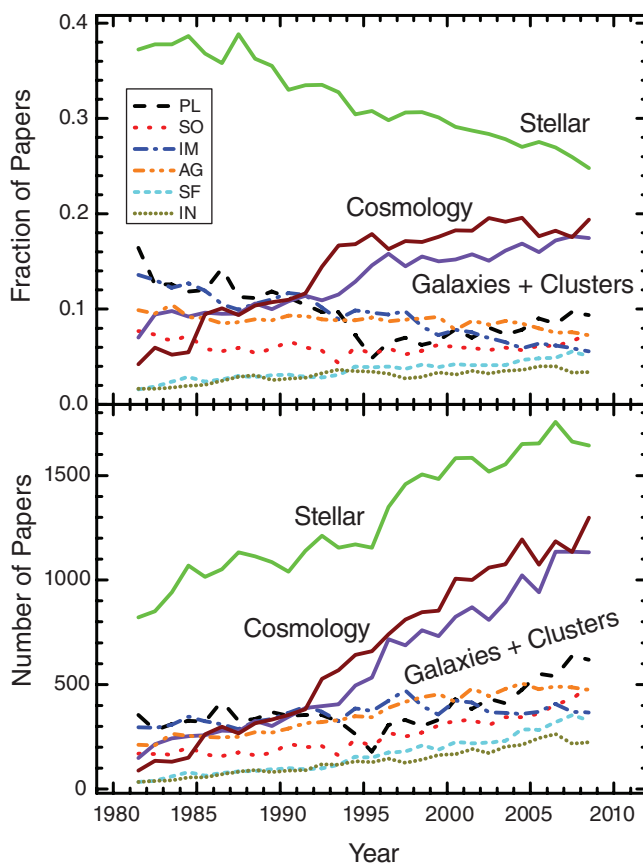 0.4
0.3
0.2
0.1
0.0
Fraction of Papers
PL
SO
IM
AG
SF
IN
Stellar
Cosmology
Galaxies + Clusters
1500
1000
500
0
Number of Papers
Stellar
Cosmology
Galaxies + Clusters
1980 1985 1990 1995 2000 2005 2010
Year